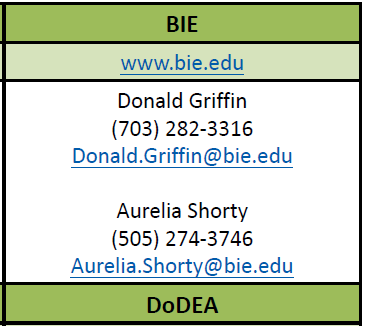 BIE
www.bie.edu
Donald Griffin
(703) 282-3316
Donald.Griffin@bie.edu
Aurelia Shorty
(505) 274-3746
Aurelia.Shorty@bie.edu
DoDEA